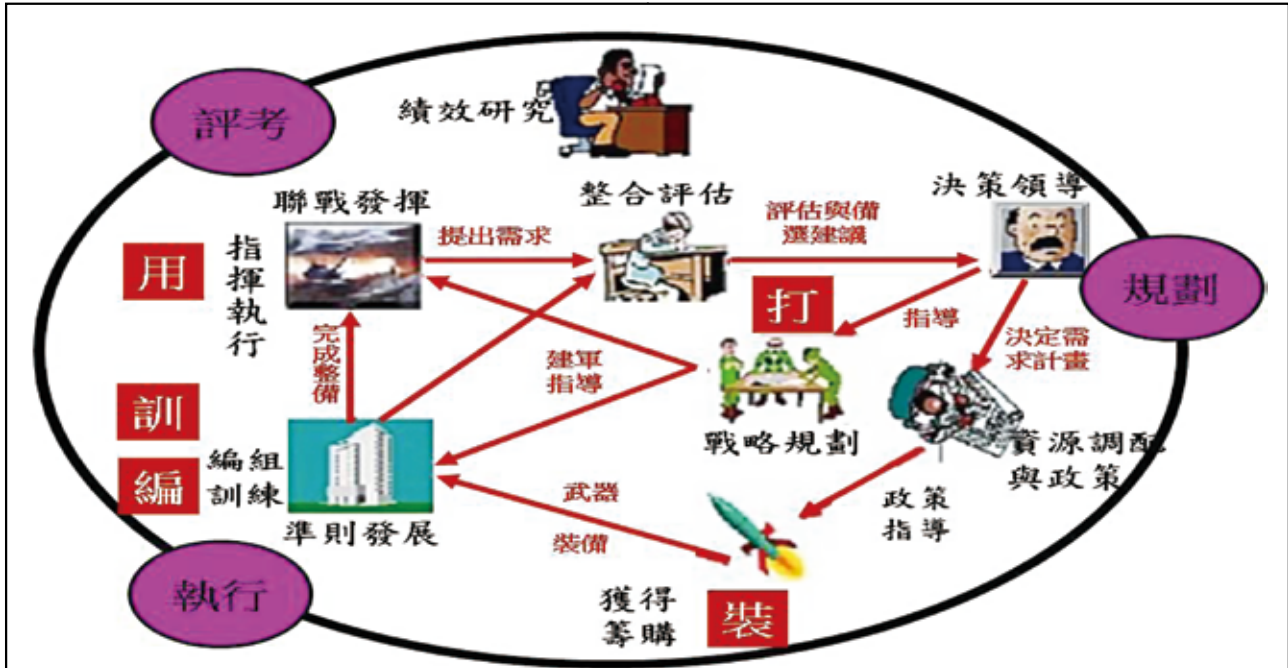 評考
績效研究
聯戰發揮
整合評估
決策領導
用
指揮執行
提出需求
評估與備
選建議
打
規劃
指導
決定需
求計畫
完成整備
建軍
指導
訓
編
編組
訓練
準則發展
戰略規劃
資源調配
與政策
武器
裝備
政策
指導
執行
獲得
籌購
裝